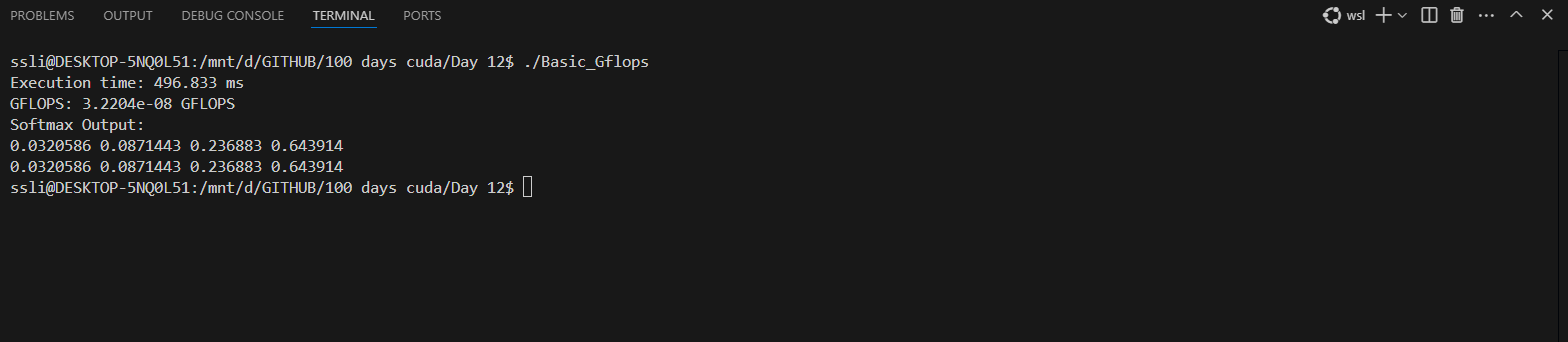 PROBLEMS OUTPUT DEBUG CONSOLE TERMINAL PORTS wsl
ssli@DESKTOP-5NQ0L51:/mnt/d/GITHUB/100 days cuda/Day 12$ ./Basic_Gflops
Execution time: 496.833 ms
GFLOPS: 3.2204e-08 GFLOPS
Softmax Output:
0.0320586 0.0871443 0.236883 0.643914
0.0320586 0.0871443 0.236883 0.643914
ssli@DESKTOP-5NQ0L51:/mnt/d/GITHUB/100 days cuda/Day 12$